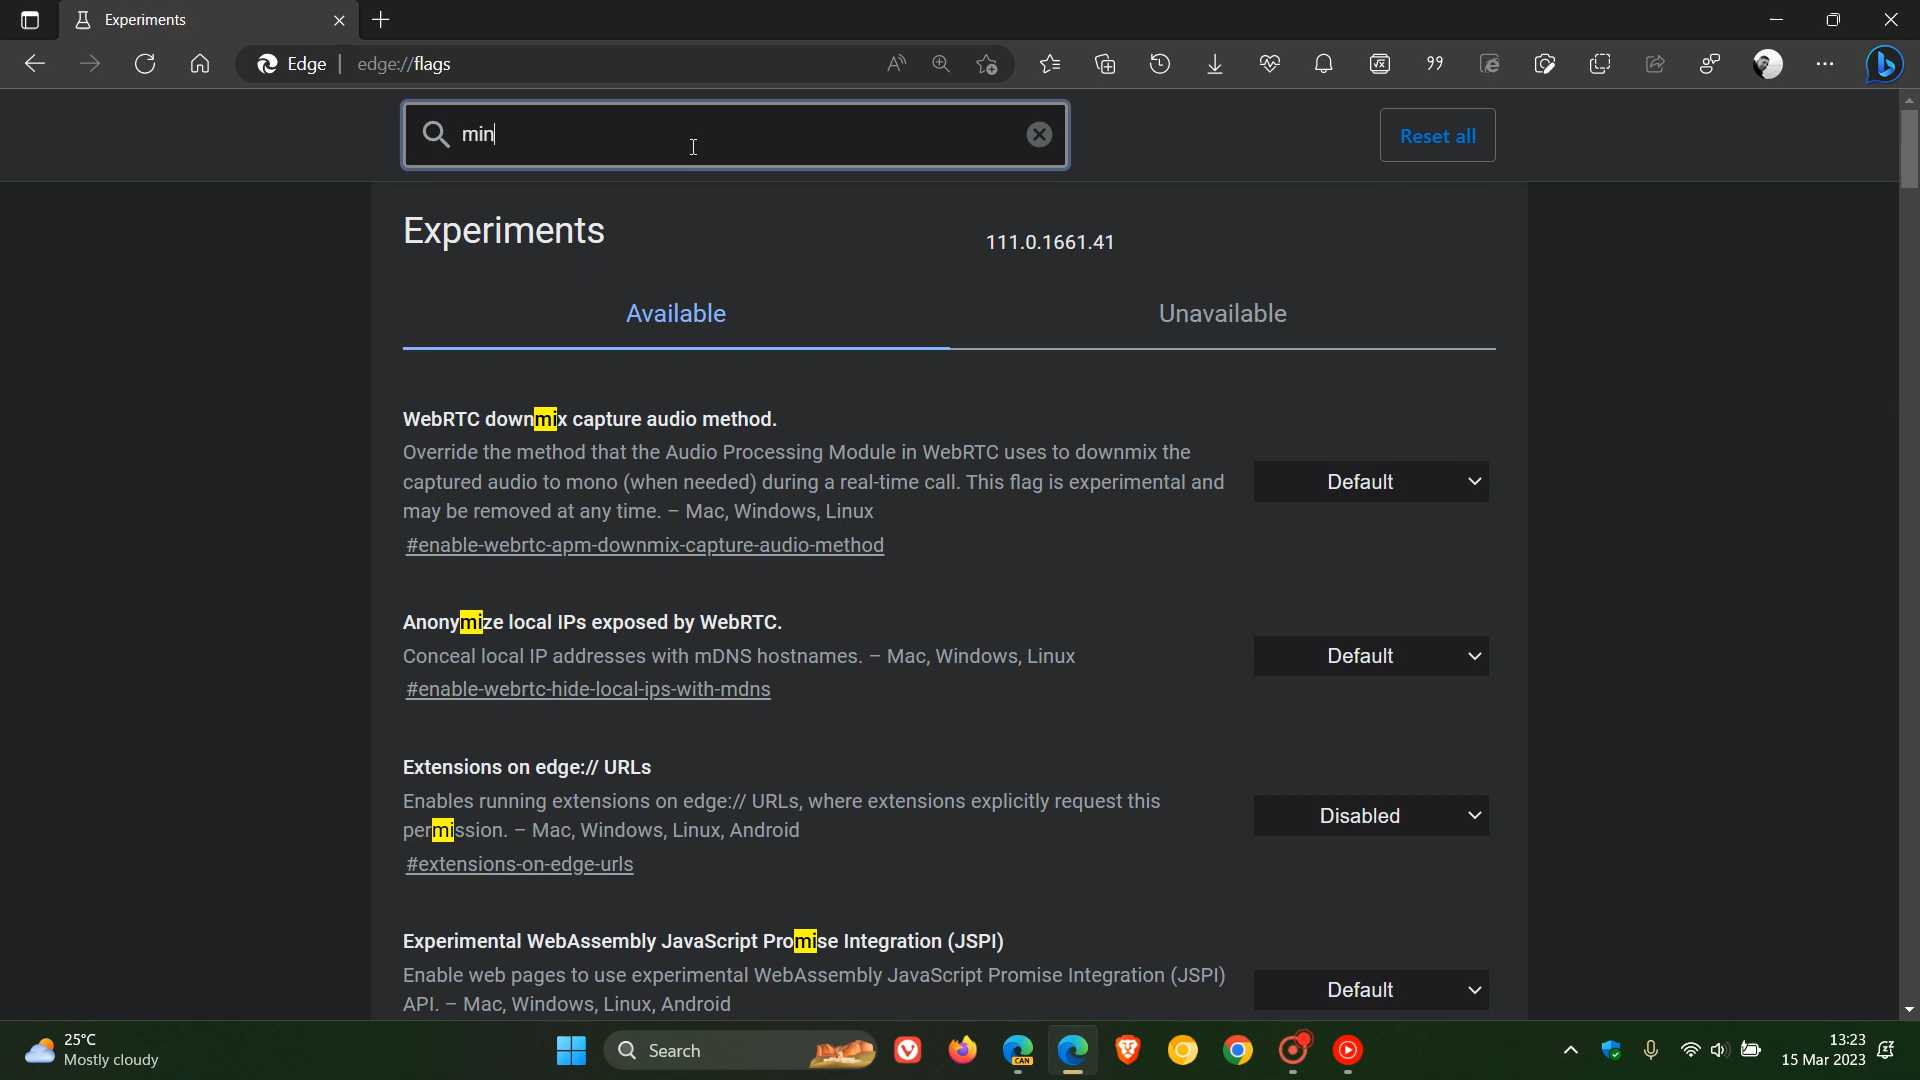 Experiments
Edge | edge://flags
min
Reset all
Experiments
111.0.1661.41
Available
Unavailable
WebRTC downmix capture audio method.
Override the method that the Audio Processing Module in WebRTC uses to downmix the
captured audio to mono (when needed) during a real-time call. This flag is experimental and
may be removed at any time. – Mac, Windows, Linux
#enable-webrtc-apm-downmix-capture-audio-method
Default
Anonymize local IPs exposed by WebRTC.
Conceal local IP addresses with mDNS hostnames. – Mac, Windows, Linux
#enable-webrtc-hide-local-ips-with-mdns
Default
Extensions on edge:// URLs
Enables running extensions on edge:// URLs, where extensions explicitly request this
permission. – Mac, Windows, Linux, Android
#extensions-on-edge-urls
Disabled
Experimental WebAssembly JavaScript Promise Integration (JSPI)
Enable web pages to use experimental WebAssembly JavaScript Promise Integration (JSPI)
API. – Mac, Windows, Linux, Android
Default
25°C
Mostly cloudy
Search
CAN
13:23
15 Mar 2023